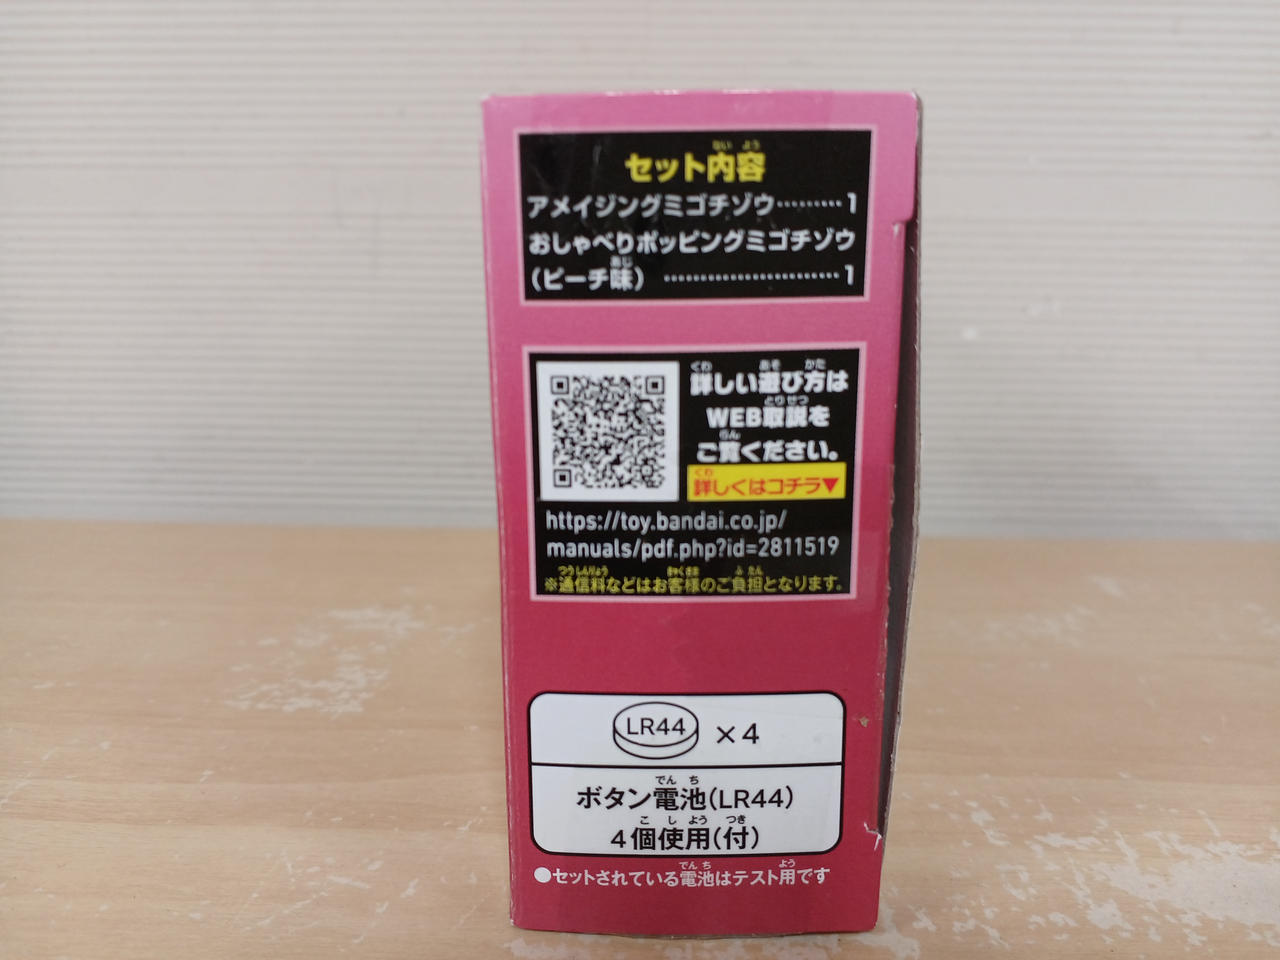 セット内容
アメイジングミゴチゾウ………1
おしゃべりポッピングミゴチゾウ
(ピーチ味) ……………………1
詳しい遊び方は
WEB取説を
ご覧ください。
詳しくはコチラ▼
https://toy.bandai.co.jp/
manuals/pdf.php?id=2811519
※通信料などはお客様のご負担となります。
LR44 ×4
ボタン電池(LR44)
4個使用(付)
●セットされている電池はテスト用です